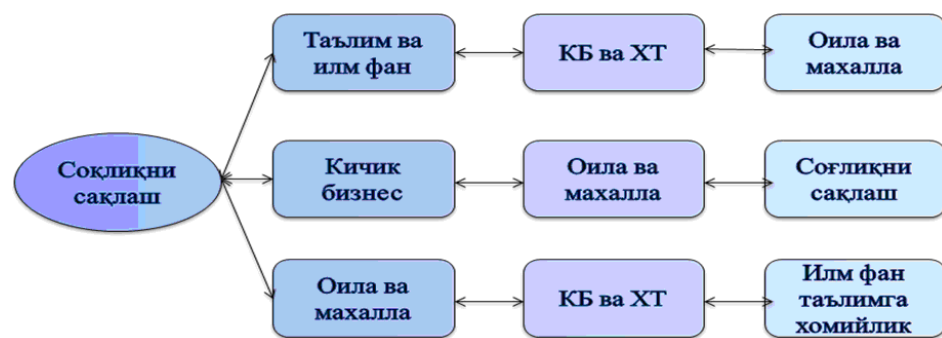 Таълим ва
илм фан
КБ ва ХТ
Оила ва
махалла
Соқлиқни
сақлаш
Кичик
бизнес
Оила ва
махалла
Соғлиқни
сақлаш
Оила ва
махалла
КБ ва ХТ
Илм фан
таълимга
хомийлик